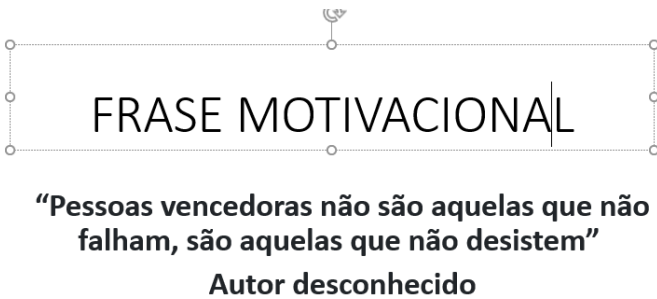 FRASE MOTIVACIONAL
“Pessoas vencedoras não são aquelas que não
falham, são aquelas que não desistem”
Autor desconhecido